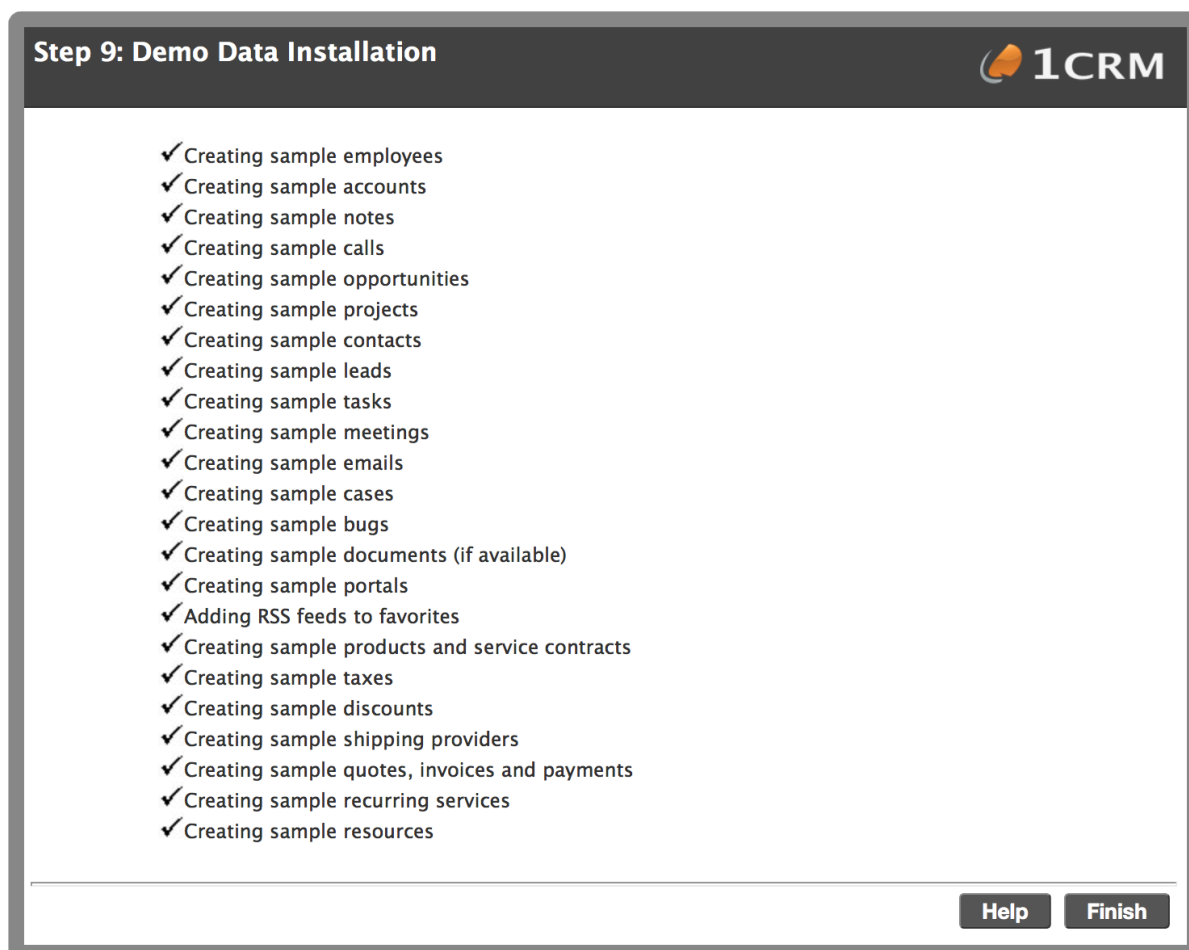 Step 9: Demo Data Installation
1CRM
Creating sample employees
Creating sample accounts
Creating sample notes
Creating sample calls
Creating sample opportunities
Creating sample projects
Creating sample contacts
Creating sample leads
Creating sample tasks
Creating sample meetings
Creating sample emails
Creating sample cases
Creating sample bugs
Creating sample documents (if available)
Creating sample portals
Adding RSS feeds to favorites
Creating sample products and service contracts
Creating sample taxes
Creating sample discounts
Creating sample shipping providers
Creating sample quotes, invoices and payments
Creating sample recurring services
Creating sample resources
Help
Finish